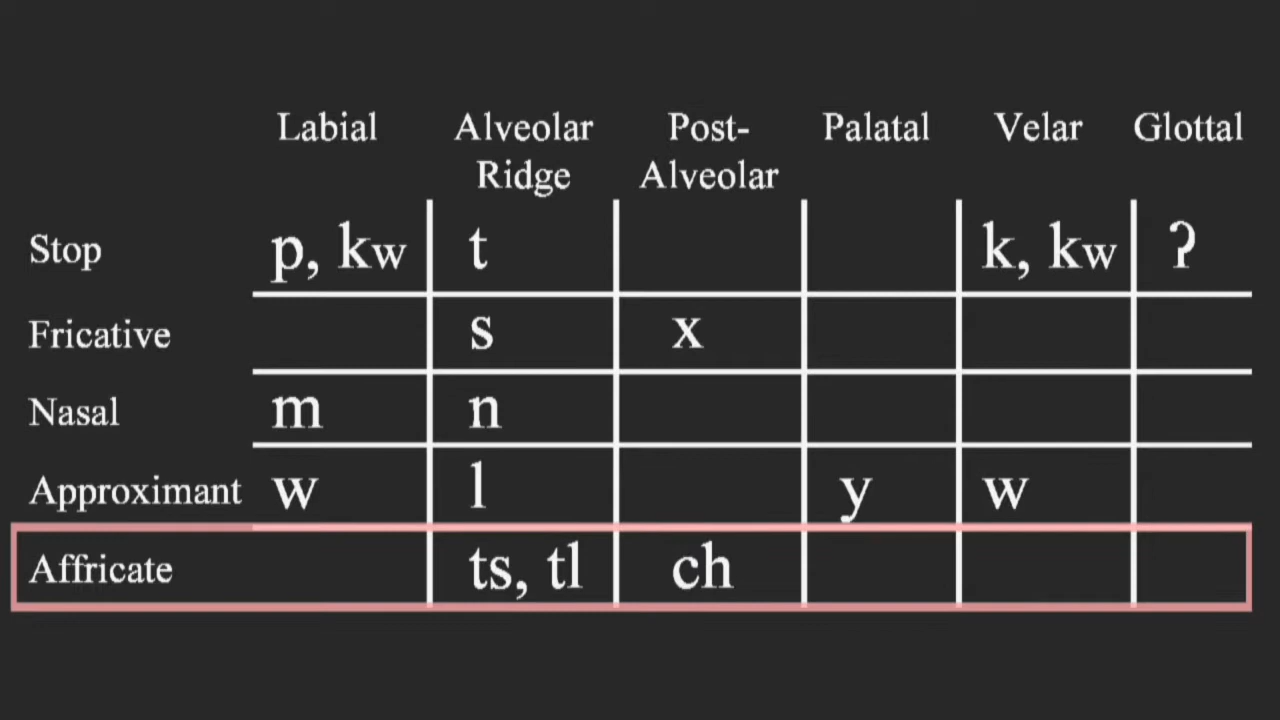 Labial Alveolar Ridge Post-Alveolar Palatal Velar Glottal
Stop p, kw t k, kw ʔ
Fricative s x
Nasal m n
Approximant w l y w
Affricate ts, tl ch